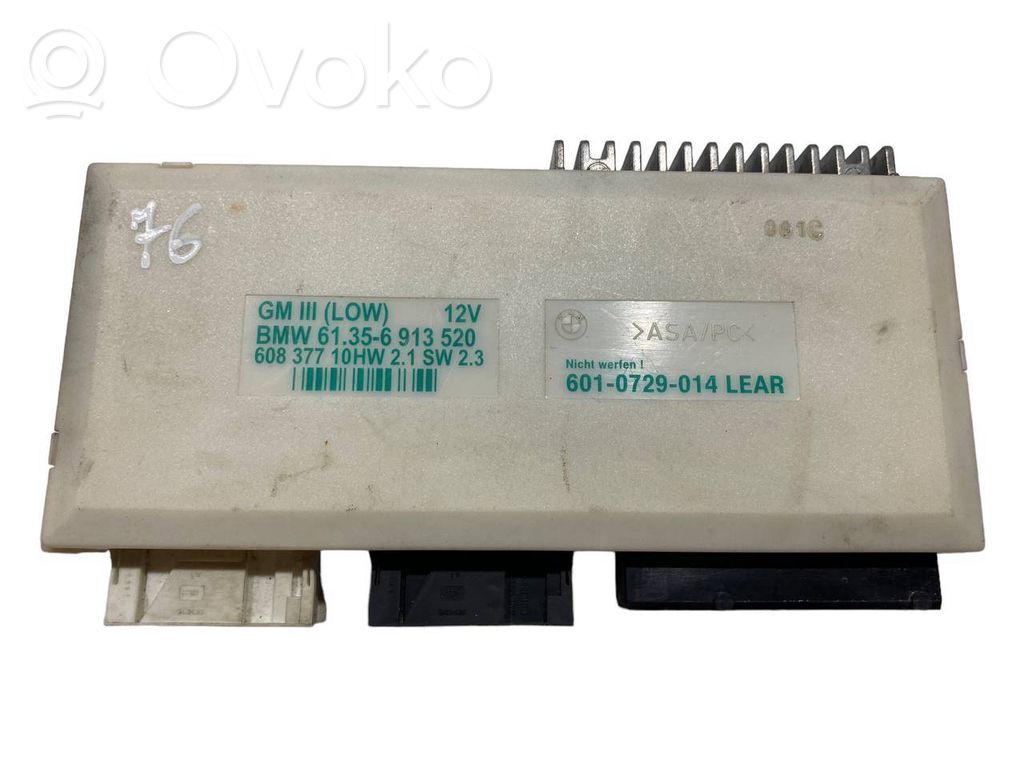 Ovoko
76
061C
GM III (LOW) 12V
BMW 61.35-6 913 520
608 377 10HW 2.1 SW 2.3
>ASA/PC<
Nicht werfen !
601-0729-014 LEAR